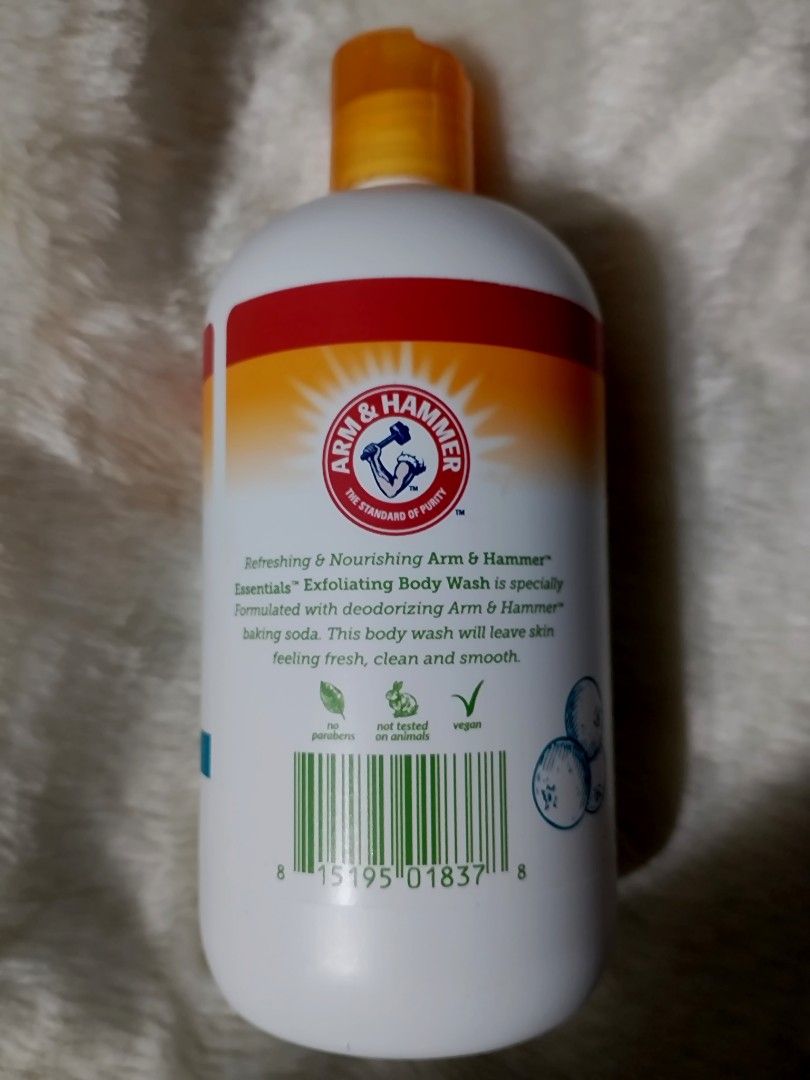 ARM & HAMMER
THE STANDARD OF PURITY
TM
TM
Refreshing & Nourishing Arm & Hammer™
Essentials™ Exfoliating Body Wash is specially
Formulated with deodorizing Arm & Hammer™
baking soda. This body wash will leave skin
feeling fresh, clean and smooth.
no
parabens
not tested
on animals
vegan
8 15195 01837 8